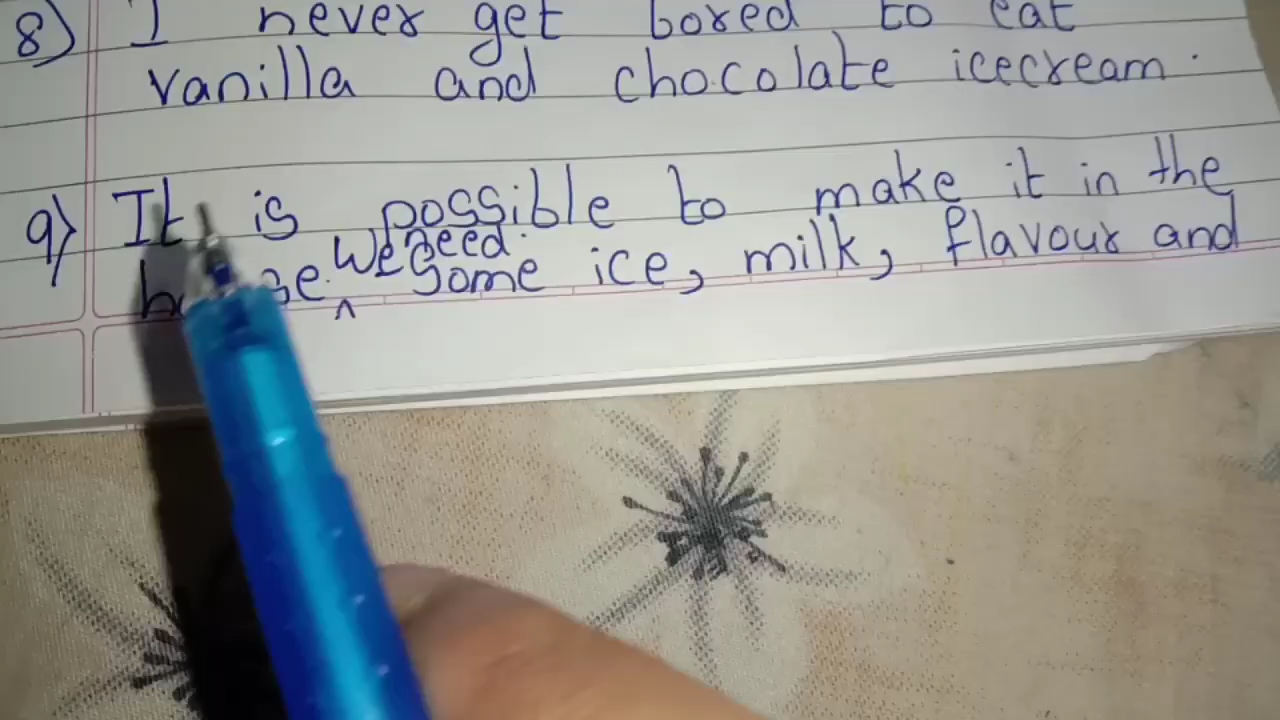 8) I never get bored to eat
vanilla and chocolate icecream.
9) It is possible to make it in the
We need
some ice, milk, flavour and